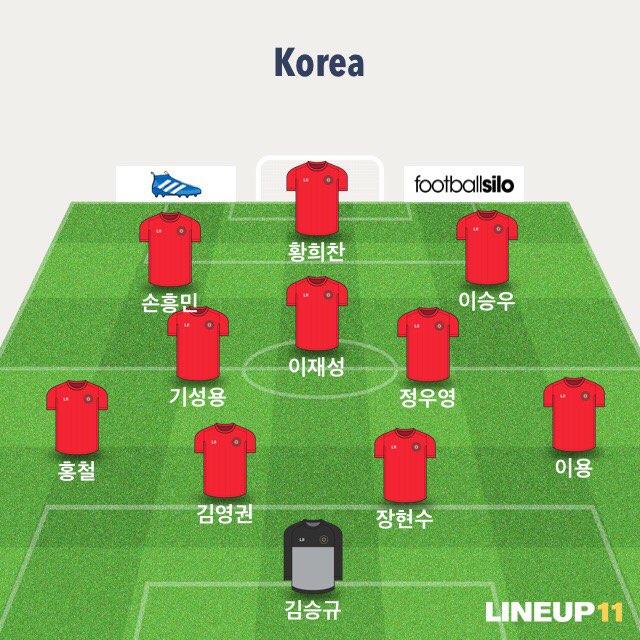 Korea
footballsilo
황희찬
손흥민
이승우
이재성
기성용
정우영
홍철
이용
김영권
장현수
김승규
LINEUP11